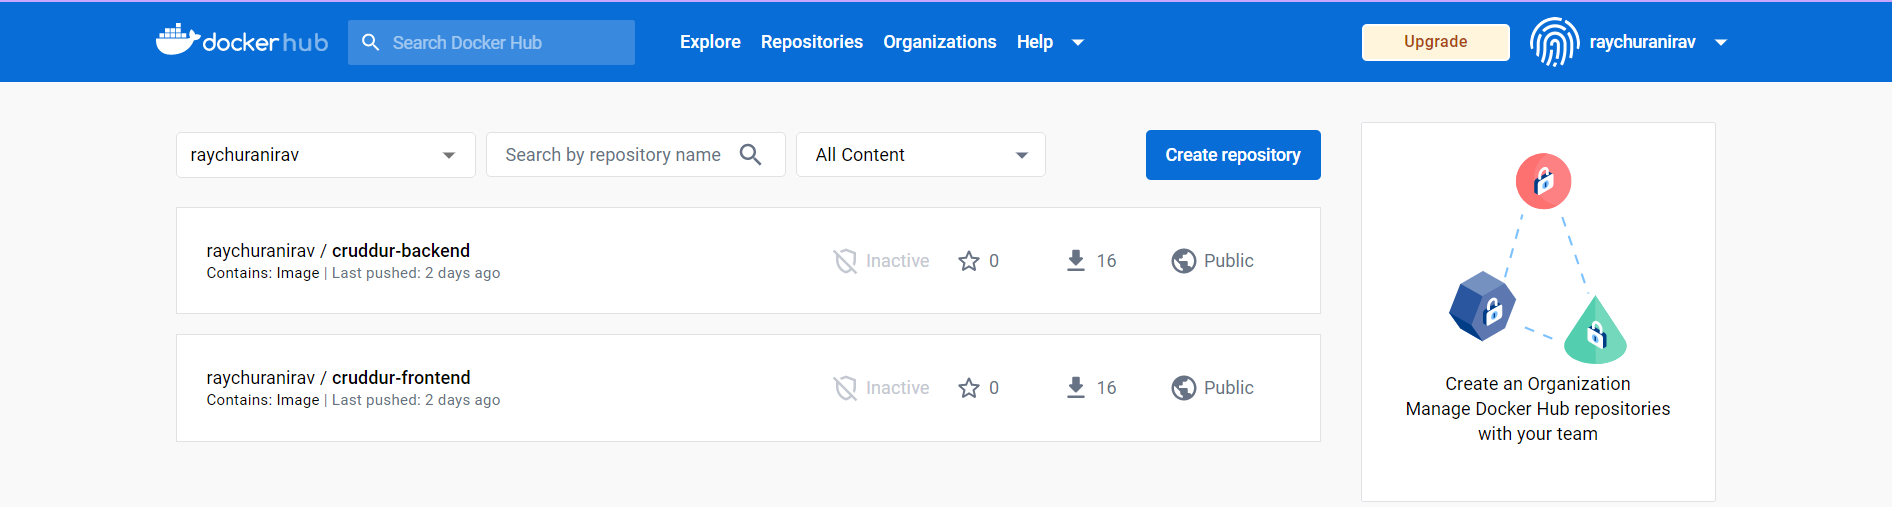 docker hub
Search Docker Hub
Explore Repositories Organizations Help
Upgrade
raychuranirav
raychuranirav
Search by repository name
All Content
Create repository
raychuranirav / cruddur-backend
Contains: Image | Last pushed: 2 days ago
Inactive
0
16
Public
raychuranirav / cruddur-frontend
Contains: Image | Last pushed: 2 days ago
Inactive
0
16
Public
Create an Organization
Manage Docker Hub repositories
with your team